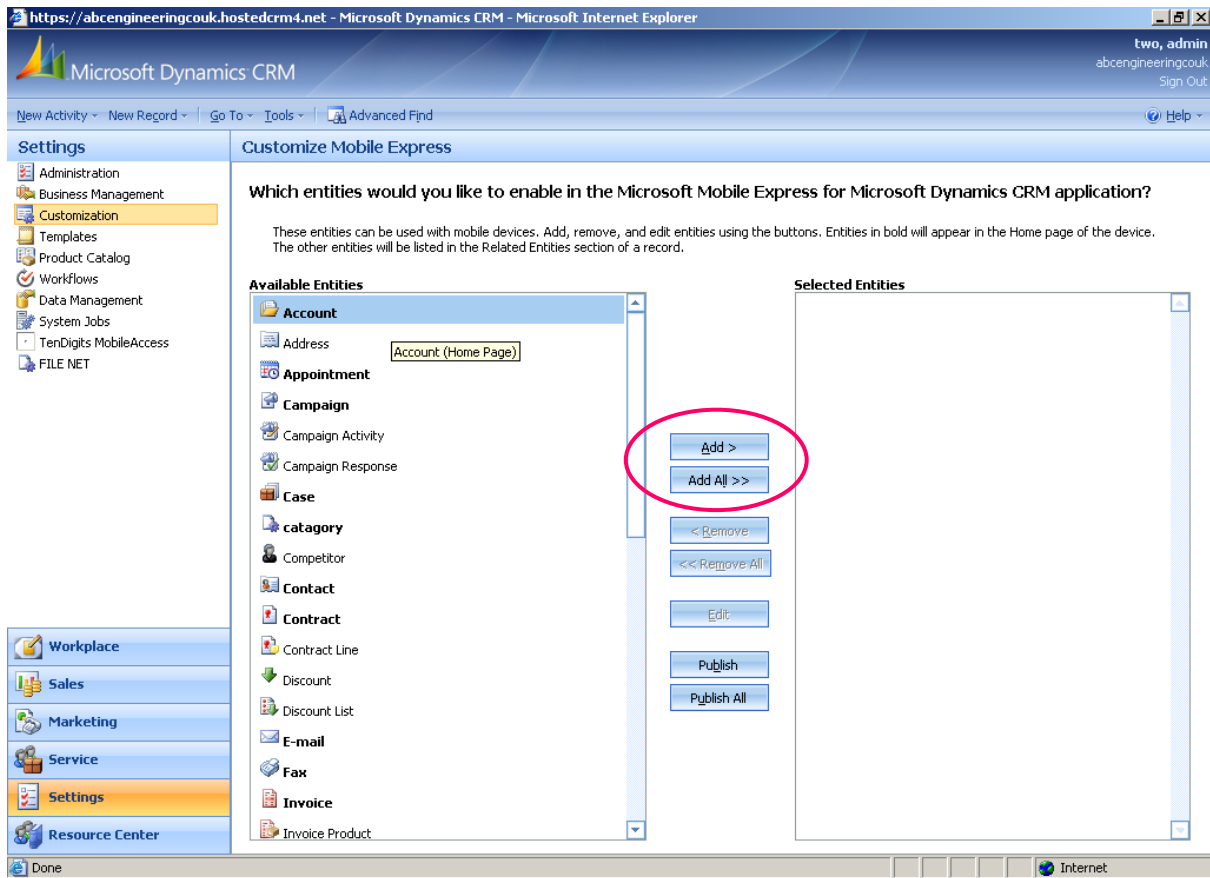 https://abcengineeringcouk.hostedcrm4.net - Microsoft Dynamics CRM - Microsoft Internet Explorer
two, admin
Microsoft Dynamics CRM
abcengineeringcouk
Sign Out
New Activity New Record Go To Tools Advanced Find Help
Settings
Customize Mobile Express
Administration
Business Management
Customization
Templates
Product Catalog
Workflows
Data Management
System Jobs
TenDigits MobileAccess
FILE NET
Which entities would you like to enable in the Microsoft Mobile Express for Microsoft Dynamics CRM application?
These entities can be used with mobile devices. Add, remove, and edit entities using the buttons. Entities in bold will appear in the Home page of the device.
The other entities will be listed in the Related Entities section of a record.
Available Entities
Account
Address
Account (Home Page)
Appointment
Campaign
Campaign Activity
Campaign Response
Case
catagory
Competitor
Contact
Contract
Contract Line
Discount
Discount List
E-mail
Fax
Invoice
Invoice Product
Add >
Add All >>
< Remove
<< Remove All
Edit
Publish
Publish All
Selected Entities
Workplace
Sales
Marketing
Service
Settings
Resource Center
Done
Internet